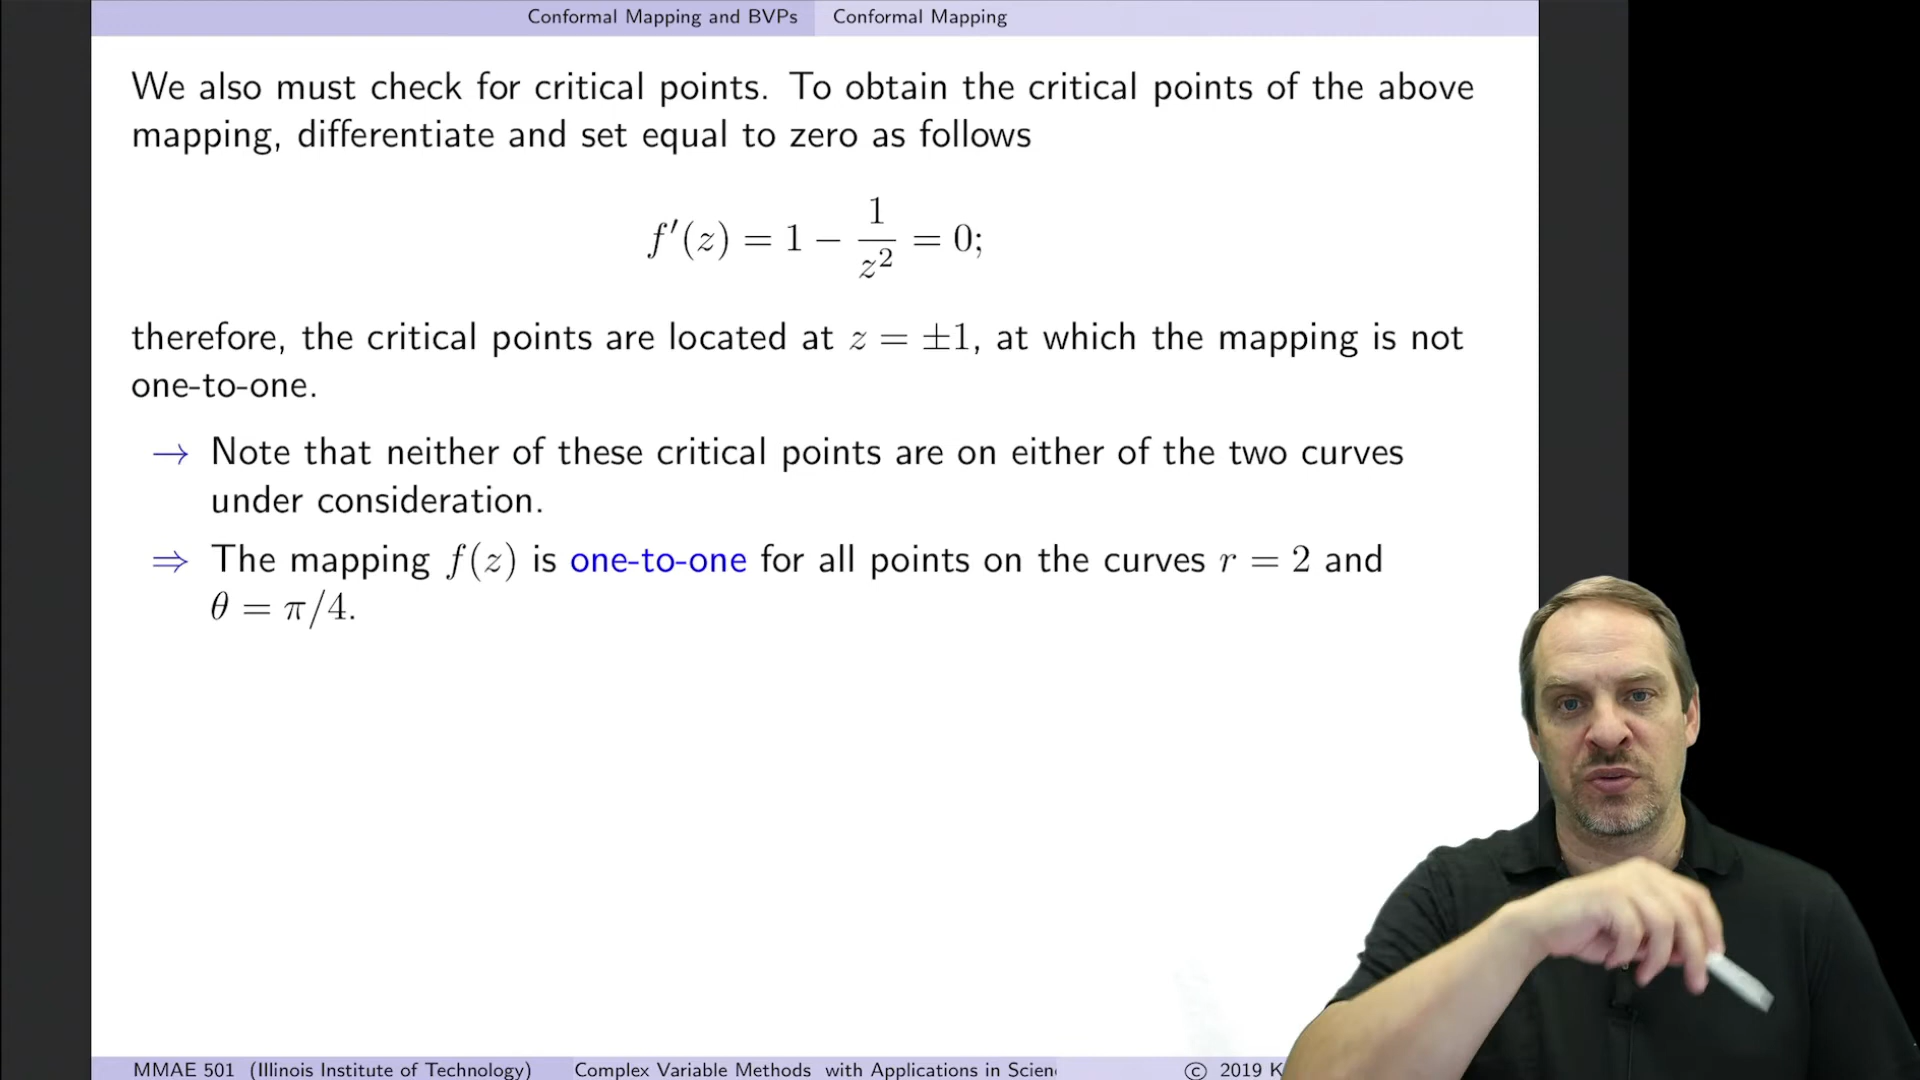 Conformal Mapping and BVPs Conformal Mapping
We also must check for critical points. To obtain the critical points of the above
mapping, differentiate and set equal to zero as follows
f′(z) = 1 − 1/z² = 0;
therefore, the critical points are located at z = ±1, at which the mapping is not
one-to-one.
→ Note that neither of these critical points are on either of the two curves
under consideration.
⇒ The mapping f(z) is one-to-one for all points on the curves r = 2 and
θ = π/4.
MMAE 501 (Illinois Institute of Technology) Complex Variable Methods with Applications in Scien © 2019 K